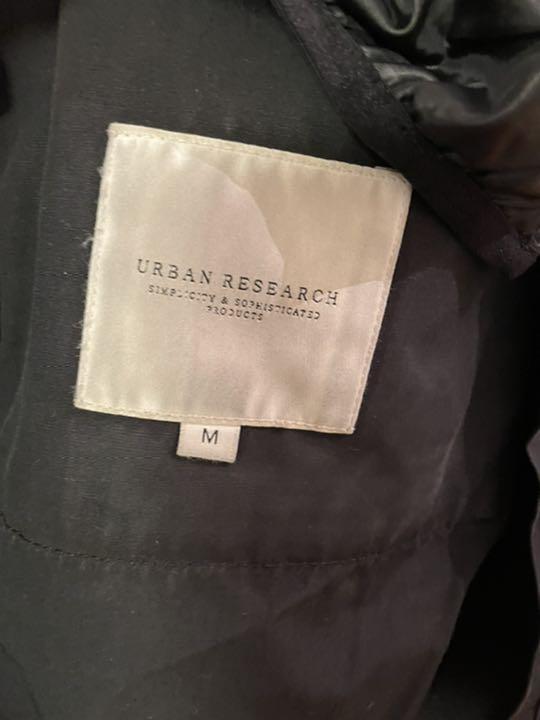 URBAN RESEARCH
SIMPLICITY & SOPHISTICATED
PRODUCTS
M